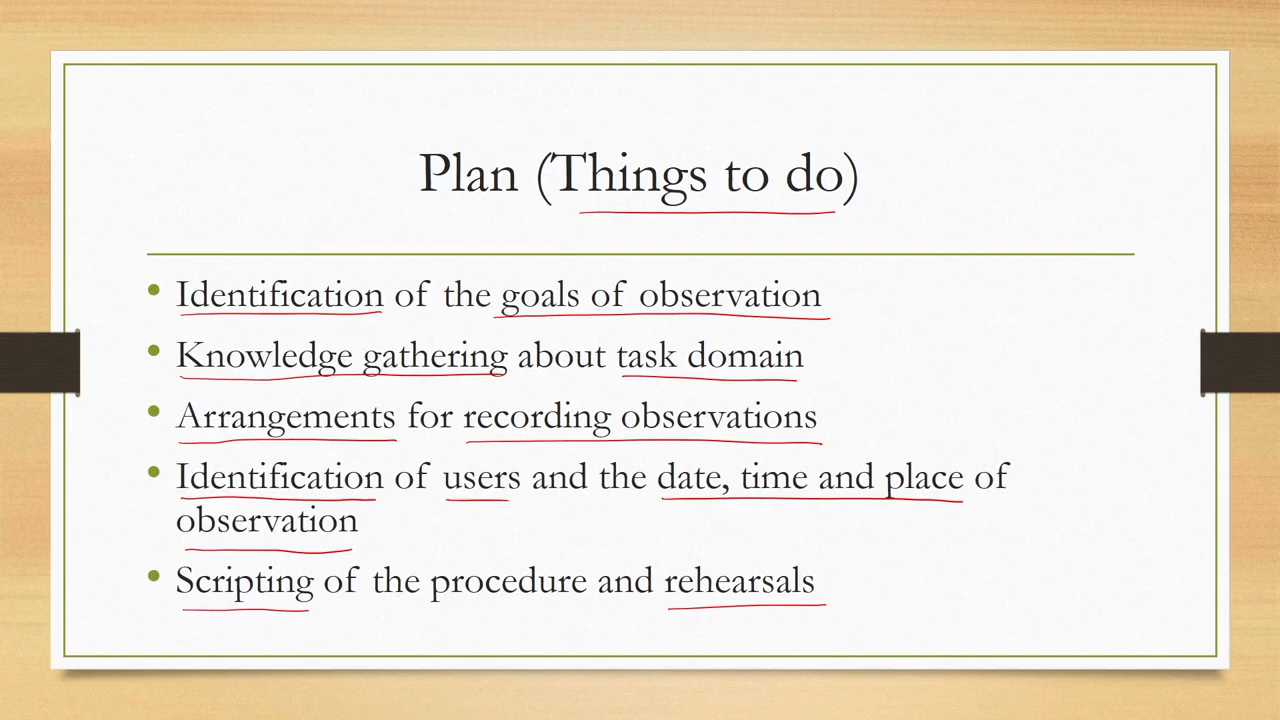 Plan (Things to do)
• Identification of the goals of observation
• Knowledge gathering about task domain
• Arrangements for recording observations
• Identification of users and the date, time and place of
observation
• Scripting of the procedure and rehearsals